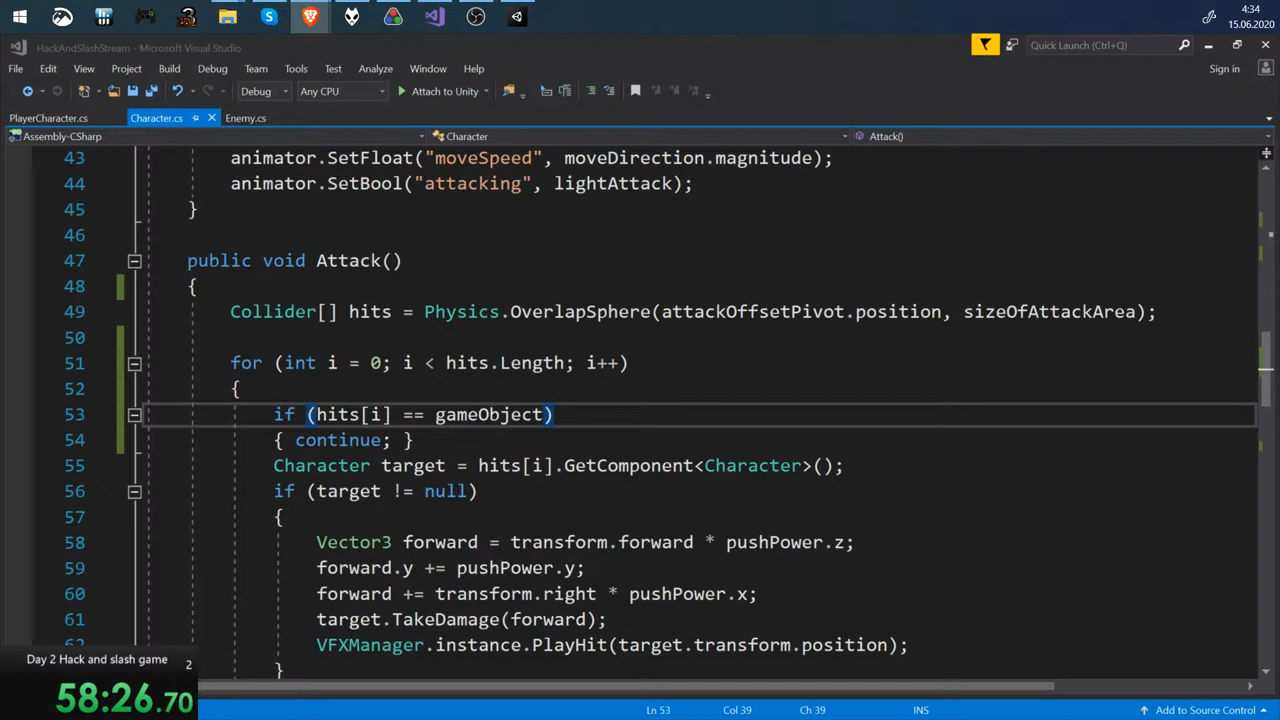 4:34
15.06.2020
HackAndSlashStream - Microsoft Visual Studio
Quick Launch (Ctrl+Q)
File Edit View Project Build Debug Team Tools Test Analyze Window Help
Sign in
Debug Any CPU Attach to Unity
PlayerCharacter.cs Character.cs Enemy.cs
Assembly-CSharp Character Attack()
43 animator.SetFloat("moveSpeed", moveDirection.magnitude);
44 animator.SetBool("attacking", lightAttack);
45 }
46
47 public void Attack()
48 {
49 Collider[] hits = Physics.OverlapSphere(attackOffsetPivot.position, sizeOfAttackArea);
50
51 for (int i = 0; i < hits.Length; i++)
52 {
53 if (hits[i] == gameObject)
54 { continue; }
55 Character target = hits[i].GetComponent<Character>();
56 if (target != null)
57 {
58 Vector3 forward = transform.forward * pushPower.z;
59 forward.y += pushPower.y;
60 forward += transform.right * pushPower.x;
61 target.TakeDamage(forward);
62 VFXManager.instance.PlayHit(target.transform.position);
}
Day 2 Hack and slash game 2
58:26.70
Ln 53 Col 39 Ch 39 INS Add to Source Control